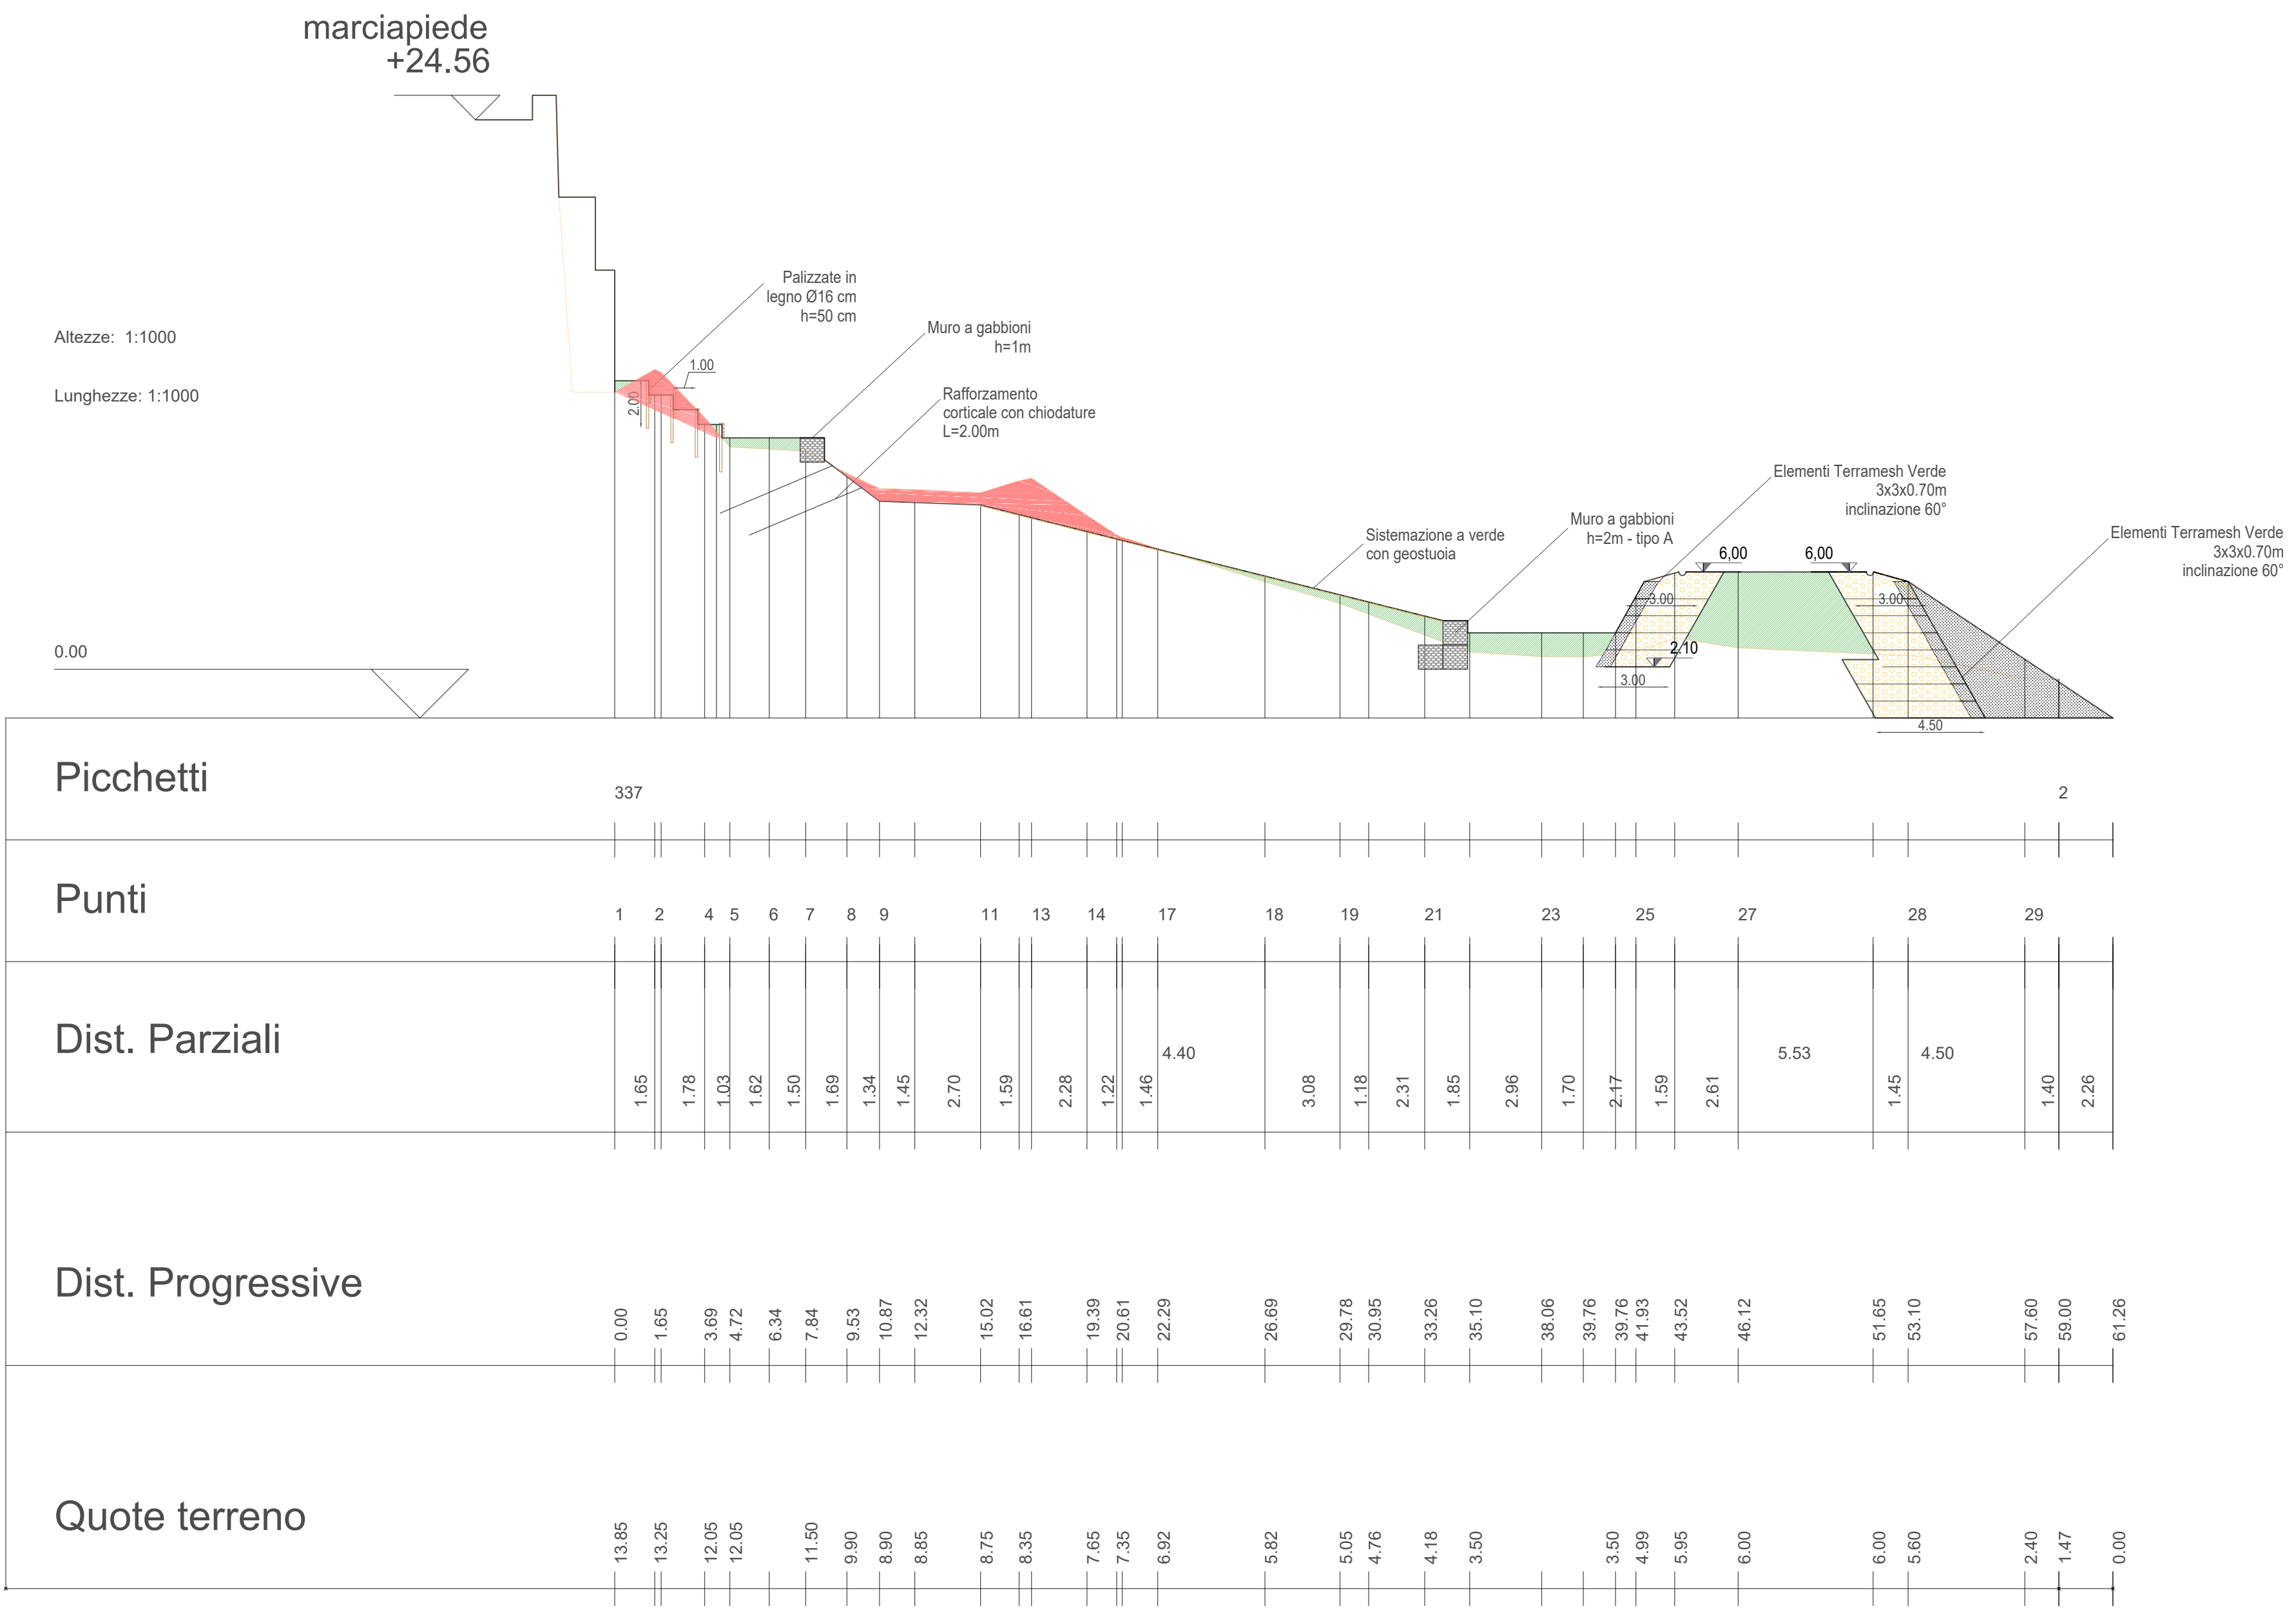 marciapiede
+24.56
Palizzate in
legno Ø16 cm
h=50 cm
Muro a gabbioni
h=1m
Altezze: 1:1000
1.00
Lunghezze: 1:1000
2.00
Rafforzamento
corticale con chiodature
L=2.00m
Elementi Terramesh Verde
3x3x0.70m
inclinazione 60°
Muro a gabbioni
h=2m - tipo A
Sistemazione a verde
con geostuoia
Elementi Terramesh Verde
3x3x0.70m
inclinazione 60°
6,00
6,00
3.00
3.00
0.00
2.10
3.00
4.50
Picchetti
337 2
Punti
1 2 4 5 6 7 8 9 11 13 14 17 18 19 21 23 25 27 28 29
Dist. Parziali
1.65 1.78 1.03 1.62 1.50 1.69 1.34 1.45 2.70 1.59 2.28 1.22 1.46 4.40 3.08 1.18 2.31 1.85 2.96 1.70 2.17 1.59 2.61 5.53 1.45 4.50 1.40 2.26
Dist. Progressive
0.00 1.65 3.69 4.72 6.34 7.84 9.53 10.87 12.32 15.02 16.61 19.39 20.61 22.29 26.69 29.78 30.95 33.26 35.10 38.06 39.76 39.76 41.93 43.52 46.12 51.65 53.10 57.60 59.00 61.26
Quote terreno
13.85 13.25 12.05 12.05 11.50 9.90 8.90 8.85 8.75 8.35 7.65 7.35 6.92 5.82 5.05 4.76 4.18 3.50 3.50 4.99 5.95 6.00 6.00 5.60 2.40 1.47 0.00